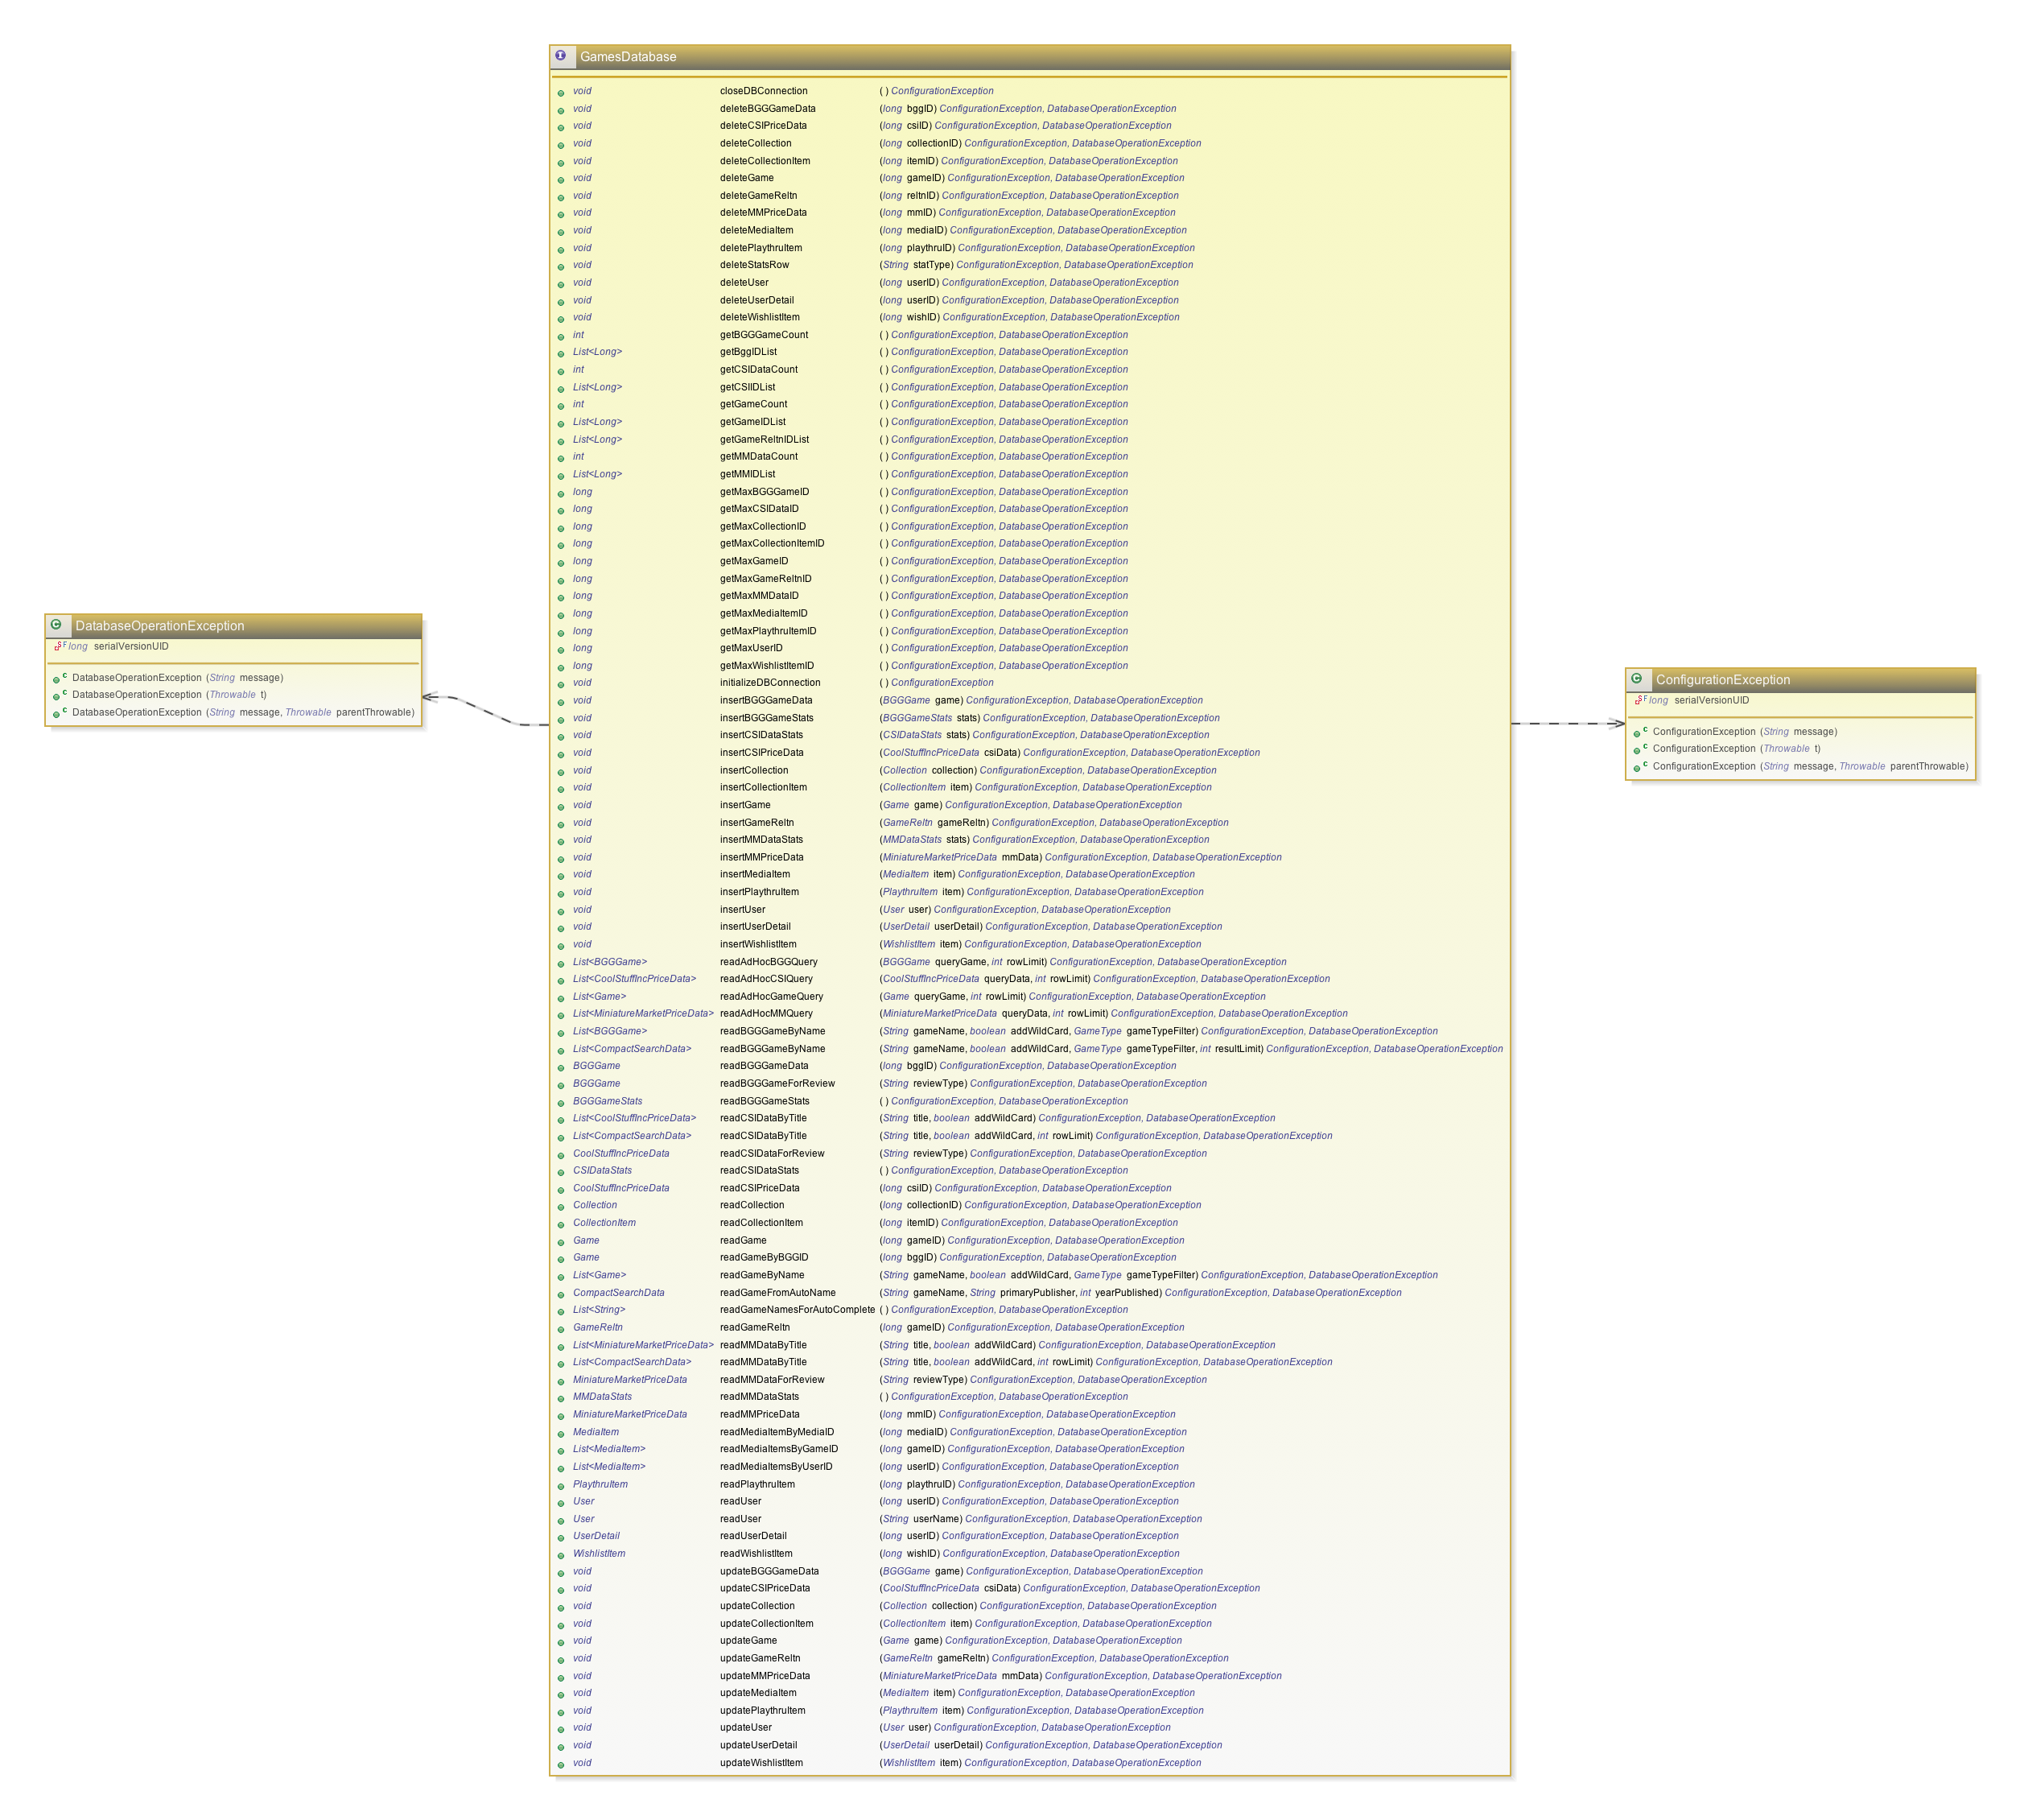 GamesDatabase
void closeDBConnection ( ) ConfigurationException
void deleteBGGGameData (long bggID) ConfigurationException, DatabaseOperationException
void deleteCSIPriceData (long csiID) ConfigurationException, DatabaseOperationException
void deleteCollection (long collectionID) ConfigurationException, DatabaseOperationException
void deleteCollectionItem (long itemID) ConfigurationException, DatabaseOperationException
void deleteGame (long gameID) ConfigurationException, DatabaseOperationException
void deleteGameReltn (long reltnID) ConfigurationException, DatabaseOperationException
void deleteMMPriceData (long mmID) ConfigurationException, DatabaseOperationException
void deleteMediaItem (long mediaID) ConfigurationException, DatabaseOperationException
void deletePlaythruItem (long playthruID) ConfigurationException, DatabaseOperationException
void deleteStatsRow (String statType) ConfigurationException, DatabaseOperationException
void deleteUser (long userID) ConfigurationException, DatabaseOperationException
void deleteUserDetail (long userID) ConfigurationException, DatabaseOperationException
void deleteWishlistItem (long wishID) ConfigurationException, DatabaseOperationException
int getBGGGameCount ( ) ConfigurationException, DatabaseOperationException
List<Long> getBggIDList ( ) ConfigurationException, DatabaseOperationException
int getCSIDataCount ( ) ConfigurationException, DatabaseOperationException
List<Long> getCSIIDList ( ) ConfigurationException, DatabaseOperationException
int getGameCount ( ) ConfigurationException, DatabaseOperationException
List<Long> getGameIDList ( ) ConfigurationException, DatabaseOperationException
List<Long> getGameReltnIDList ( ) ConfigurationException, DatabaseOperationException
int getMMDataCount ( ) ConfigurationException, DatabaseOperationException
List<Long> getMMIDList ( ) ConfigurationException, DatabaseOperationException
long getMaxBGGGameID ( ) ConfigurationException, DatabaseOperationException
long getMaxCSIDataID ( ) ConfigurationException, DatabaseOperationException
long getMaxCollectionID ( ) ConfigurationException, DatabaseOperationException
long getMaxCollectionItemID ( ) ConfigurationException, DatabaseOperationException
long getMaxGameID ( ) ConfigurationException, DatabaseOperationException
long getMaxGameReltnID ( ) ConfigurationException, DatabaseOperationException
long getMaxMMDataID ( ) ConfigurationException, DatabaseOperationException
long getMaxMediaItemID ( ) ConfigurationException, DatabaseOperationException
long getMaxPlaythruItemID ( ) ConfigurationException, DatabaseOperationException
long getMaxUserID ( ) ConfigurationException, DatabaseOperationException
long getMaxWishlistItemID ( ) ConfigurationException, DatabaseOperationException
void initializeDBConnection ( ) ConfigurationException
void insertBGGGameData (BGGGame game) ConfigurationException, DatabaseOperationException
void insertBGGGameStats (BGGGameStats stats) ConfigurationException, DatabaseOperationException
void insertCSIDataStats (CSIDataStats stats) ConfigurationException, DatabaseOperationException
void insertCSIPriceData (CoolStuffIncPriceData csiData) ConfigurationException, DatabaseOperationException
void insertCollection (Collection collection) ConfigurationException, DatabaseOperationException
void insertCollectionItem (CollectionItem item) ConfigurationException, DatabaseOperationException
void insertGame (Game game) ConfigurationException, DatabaseOperationException
void insertGameReltn (GameReltn gameReltn) ConfigurationException, DatabaseOperationException
void insertMMDataStats (MMDataStats stats) ConfigurationException, DatabaseOperationException
void insertMMPriceData (MiniatureMarketPriceData mmData) ConfigurationException, DatabaseOperationException
void insertMediaItem (MediaItem item) ConfigurationException, DatabaseOperationException
void insertPlaythruItem (PlaythruItem item) ConfigurationException, DatabaseOperationException
void insertUser (User user) ConfigurationException, DatabaseOperationException
void insertUserDetail (UserDetail userDetail) ConfigurationException, DatabaseOperationException
void insertWishlistItem (WishlistItem item) ConfigurationException, DatabaseOperationException
List<BGGGame> readAdHocBGGQuery (BGGGame queryGame, int rowLimit) ConfigurationException, DatabaseOperationException
List<CoolStuffIncPriceData> readAdHocCSIQuery (CoolStuffIncPriceData queryData, int rowLimit) ConfigurationException, DatabaseOperationException
List<Game> readAdHocGameQuery (Game queryGame, int rowLimit) ConfigurationException, DatabaseOperationException
List<MiniatureMarketPriceData> readAdHocMMQuery (MiniatureMarketPriceData queryData, int rowLimit) ConfigurationException, DatabaseOperationException
List<BGGGame> readBGGGameByName (String gameName, boolean addWildCard, GameType gameTypeFilter) ConfigurationException, DatabaseOperationException
List<CompactSearchData> readBGGGameByName (String gameName, boolean addWildCard, GameType gameTypeFilter, int resultLimit) ConfigurationException, DatabaseOperationException
BGGGame readBGGGameData (long bggID) ConfigurationException, DatabaseOperationException
BGGGame readBGGGameForReview (String reviewType) ConfigurationException, DatabaseOperationException
BGGGameStats readBGGGameStats ( ) ConfigurationException, DatabaseOperationException
List<CoolStuffIncPriceData> readCSIDataByTitle (String title, boolean addWildCard) ConfigurationException, DatabaseOperationException
List<CompactSearchData> readCSIDataByTitle (String title, boolean addWildCard, int rowLimit) ConfigurationException, DatabaseOperationException
CoolStuffIncPriceData readCSIDataForReview (String reviewType) ConfigurationException, DatabaseOperationException
CSIDataStats readCSIDataStats ( ) ConfigurationException, DatabaseOperationException
CoolStuffIncPriceData readCSIPriceData (long csiID) ConfigurationException, DatabaseOperationException
Collection readCollection (long collectionID) ConfigurationException, DatabaseOperationException
CollectionItem readCollectionItem (long itemID) ConfigurationException, DatabaseOperationException
Game readGame (long gameID) ConfigurationException, DatabaseOperationException
Game readGameByBGGID (long bggID) ConfigurationException, DatabaseOperationException
List<Game> readGameByName (String gameName, boolean addWildCard, GameType gameTypeFilter) ConfigurationException, DatabaseOperationException
CompactSearchData readGameFromAutoName (String gameName, String primaryPublisher, int yearPublished) ConfigurationException, DatabaseOperationException
List<String> readGameNamesForAutoComplete ( ) ConfigurationException, DatabaseOperationException
GameReltn readGameReltn (long gameID) ConfigurationException, DatabaseOperationException
List<MiniatureMarketPriceData> readMMDataByTitle (String title, boolean addWildCard) ConfigurationException, DatabaseOperationException
List<CompactSearchData> readMMDataByTitle (String title, boolean addWildCard, int rowLimit) ConfigurationException, DatabaseOperationException
MiniatureMarketPriceData readMMDataForReview (String reviewType) ConfigurationException, DatabaseOperationException
MMDataStats readMMDataStats ( ) ConfigurationException, DatabaseOperationException
MiniatureMarketPriceData readMMPriceData (long mmID) ConfigurationException, DatabaseOperationException
MediaItem readMediaItemByMediaID (long mediaID) ConfigurationException, DatabaseOperationException
List<MediaItem> readMediaItemsByGameID (long gameID) ConfigurationException, DatabaseOperationException
List<MediaItem> readMediaItemsByUserID (long userID) ConfigurationException, DatabaseOperationException
PlaythruItem readPlaythruItem (long playthruID) ConfigurationException, DatabaseOperationException
User readUser (long userID) ConfigurationException, DatabaseOperationException
User readUser (String userName) ConfigurationException, DatabaseOperationException
UserDetail readUserDetail (long userID) ConfigurationException, DatabaseOperationException
WishlistItem readWishlistItem (long wishID) ConfigurationException, DatabaseOperationException
void updateBGGGameData (BGGGame game) ConfigurationException, DatabaseOperationException
void updateCSIPriceData (CoolStuffIncPriceData csiData) ConfigurationException, DatabaseOperationException
void updateCollection (Collection collection) ConfigurationException, DatabaseOperationException
void updateCollectionItem (CollectionItem item) ConfigurationException, DatabaseOperationException
void updateGame (Game game) ConfigurationException, DatabaseOperationException
void updateGameReltn (GameReltn gameReltn) ConfigurationException, DatabaseOperationException
void updateMMPriceData (MiniatureMarketPriceData mmData) ConfigurationException, DatabaseOperationException
void updateMediaItem (MediaItem item) ConfigurationException, DatabaseOperationException
void updatePlaythruItem (PlaythruItem item) ConfigurationException, DatabaseOperationException
void updateUser (User user) ConfigurationException, DatabaseOperationException
void updateUserDetail (UserDetail userDetail) ConfigurationException, DatabaseOperationException
void updateWishlistItem (WishlistItem item) ConfigurationException, DatabaseOperationException
DatabaseOperationException
long serialVersionUID
DatabaseOperationException (String message)
DatabaseOperationException (Throwable t)
DatabaseOperationException (String message, Throwable parentThrowable)
ConfigurationException
long serialVersionUID
ConfigurationException (String message)
ConfigurationException (Throwable t)
ConfigurationException (String message, Throwable parentThrowable)